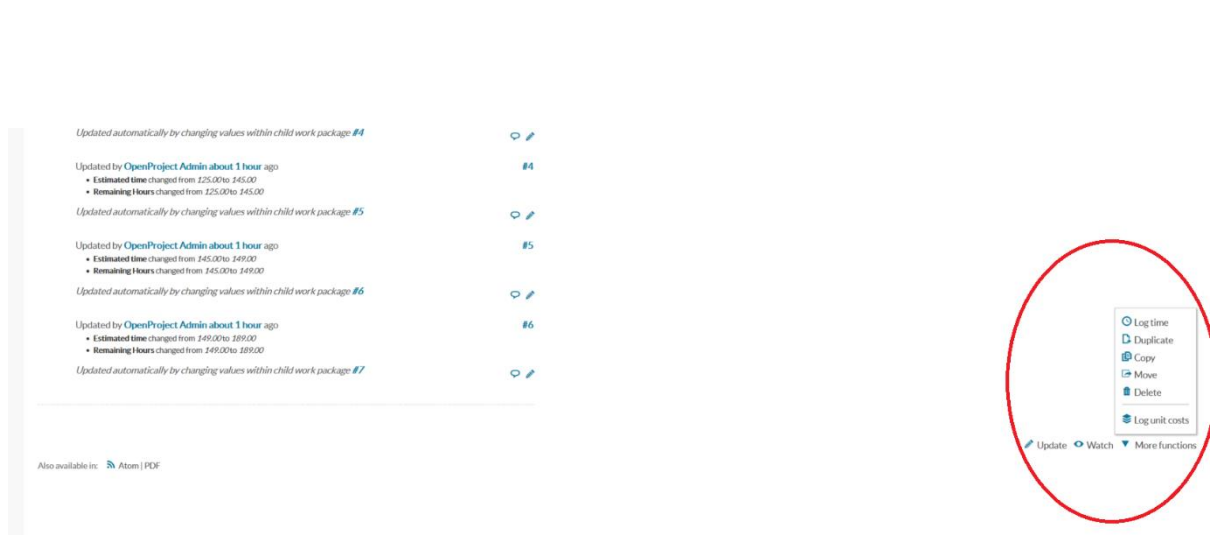 Updated automatically by changing values within child work package #4
Updated by OpenProject Admin about 1 hour ago #4
Estimated time changed from 125.00 to 145.00
Remaining Hours changed from 125.00 to 145.00
Updated automatically by changing values within child work package #5
Updated by OpenProject Admin about 1 hour ago #5
Estimated time changed from 145.00 to 149.00
Remaining Hours changed from 145.00 to 149.00
Updated automatically by changing values within child work package #6
Updated by OpenProject Admin about 1 hour ago #6
Estimated time changed from 149.00 to 189.00
Remaining Hours changed from 149.00 to 189.00
Updated automatically by changing values within child work package #7
Also available in: Atom | PDF
Log time
Duplicate
Copy
Move
Delete
Log unit costs
Update Watch More functions